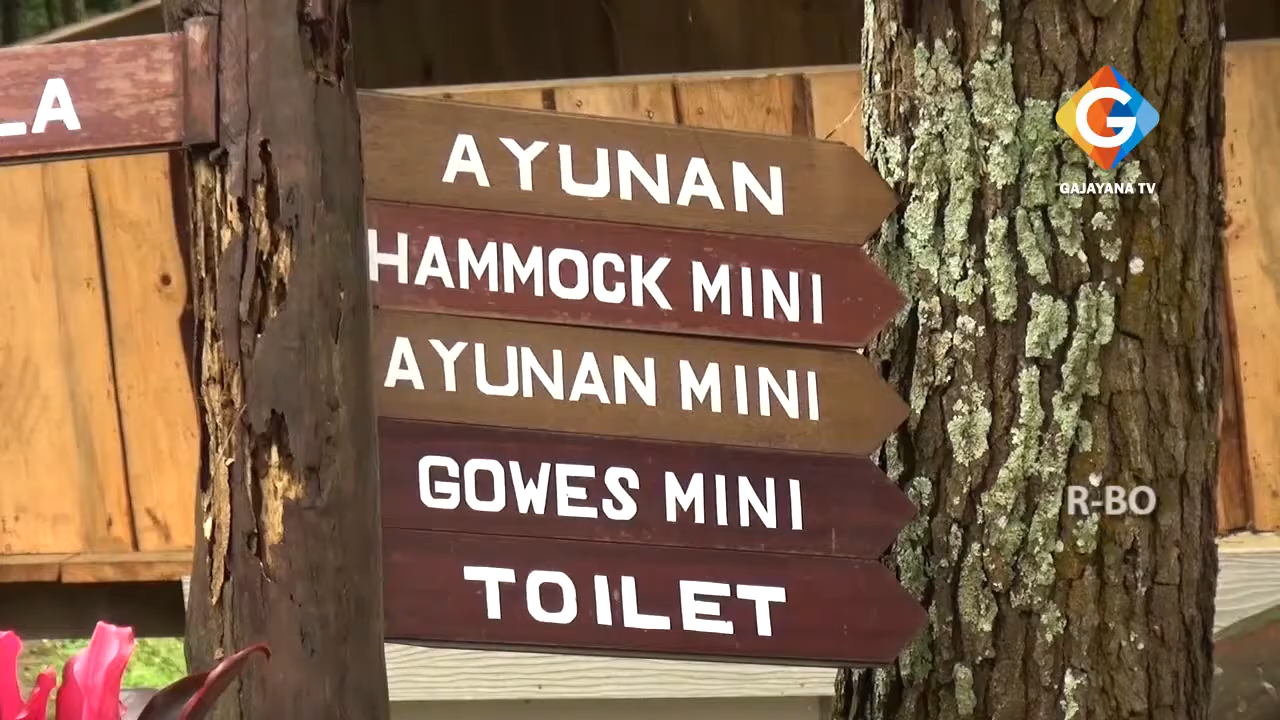 LA
AYUNAN
HAMMOCK MINI
AYUNAN MINI
GOWES MINI
TOILET
G
GAJAYANA TV
R-BO